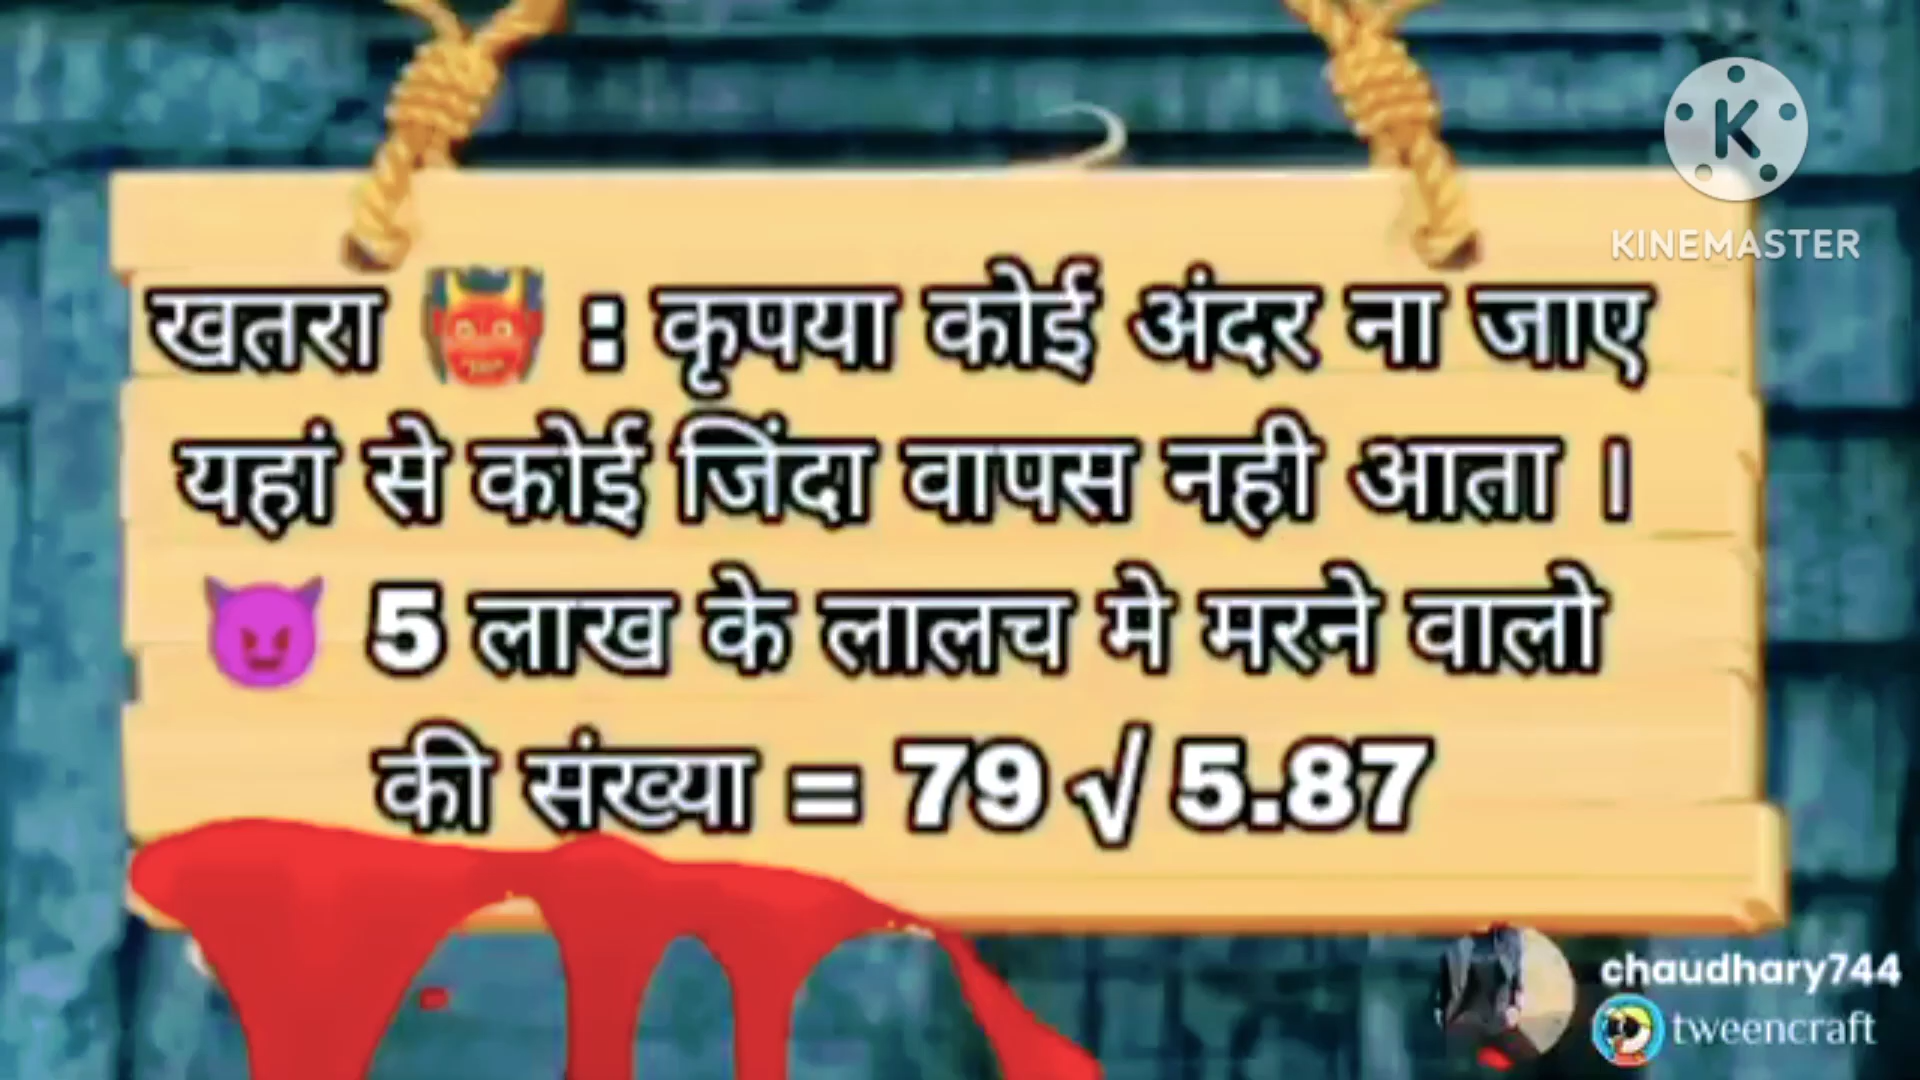 KINEMASTER
खतरा 👹 : कृपया कोई अंदर ना जाए
यहां से कोई जिंदा वापस नही आता ।
😈 5 लाख के लालच मे मरने वालो
की संख्या = 79 √ 5.87
chaudhary744
tweencraft